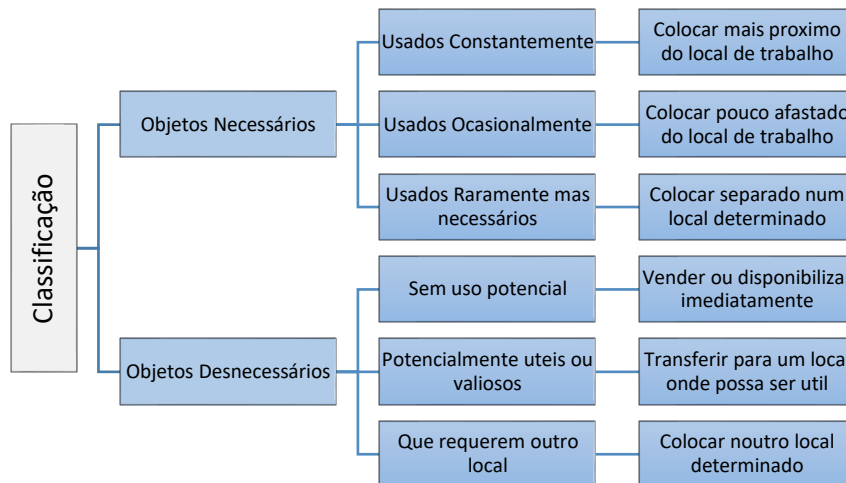 Classificação
Objetos Necessários
Usados Constantemente
Colocar mais proximo
do local de trabalho
Usados Ocasionalmente
Colocar pouco afastado
do local de trabalho
Usados Raramente mas
necessários
Colocar separado num
local determinado
Objetos Desnecessários
Sem uso potencial
Vender ou disponibiliza
imediatamente
Potencialmente uteis ou
valiosos
Transferir para um loca
onde possa ser util
Que requerem outro
local
Colocar noutro local
determinado